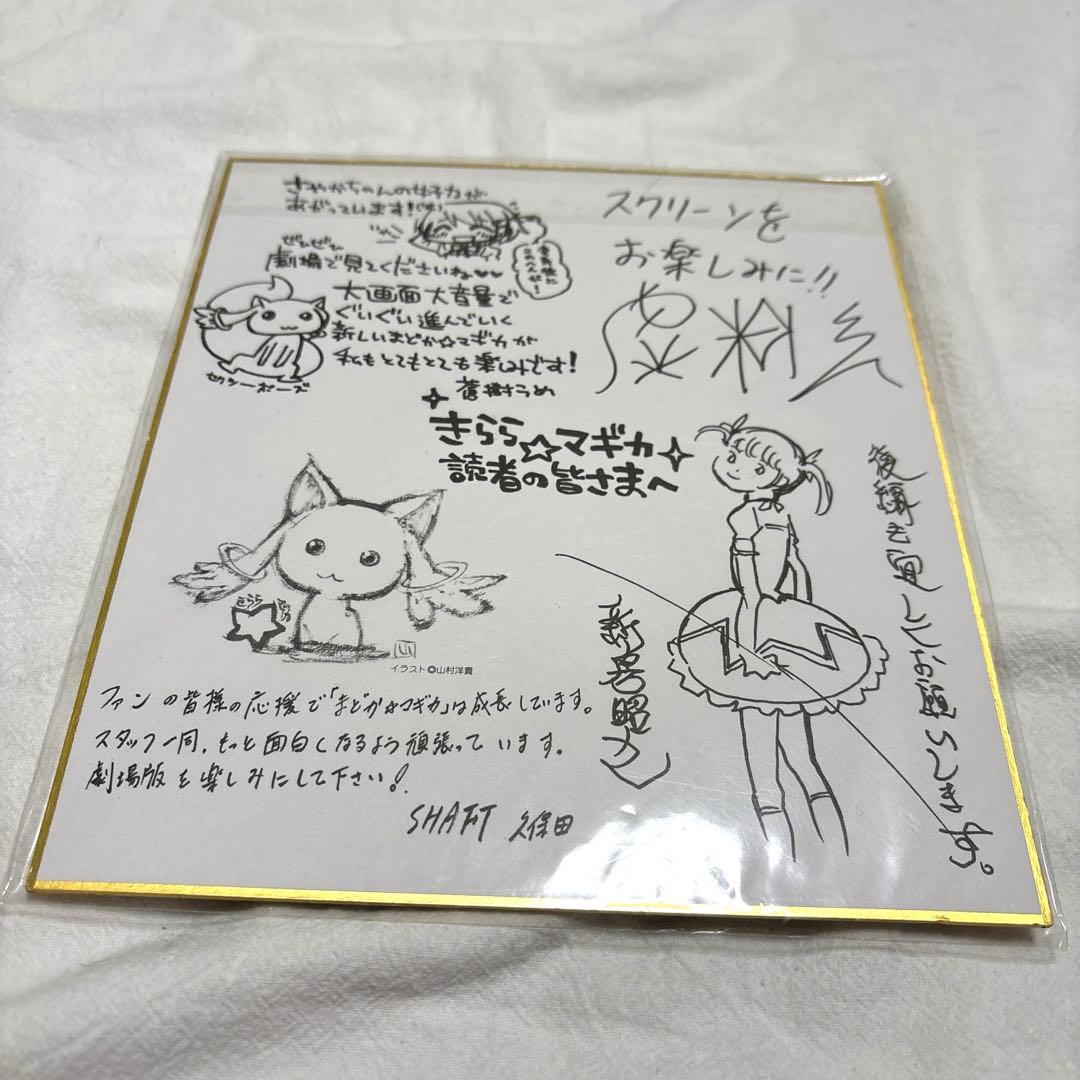 さやかちゃんの女子力が
あがっています!
ぜひぜひ
劇場で見てくださいね♥♥
大画面大音量で
ぐいぐい進んでいく
新しいまどか☆マギカが
私もとてもとても楽しみです!
蒼樹うめ
セクシーポーズ
スクリーンを
お楽しみに!!
きらら☆マギカ
読者の皆さまへ
後編も宜しくお願いします。
新房昭之
きらら
イラスト©山村洋貴
ファンの皆様の応援で「まどか☆マギカ」は成長しています。
スタッフ一同、もっと面白くなるよう頑張っています。
劇場版も楽しみにして下さい!
SHAFT 久保田